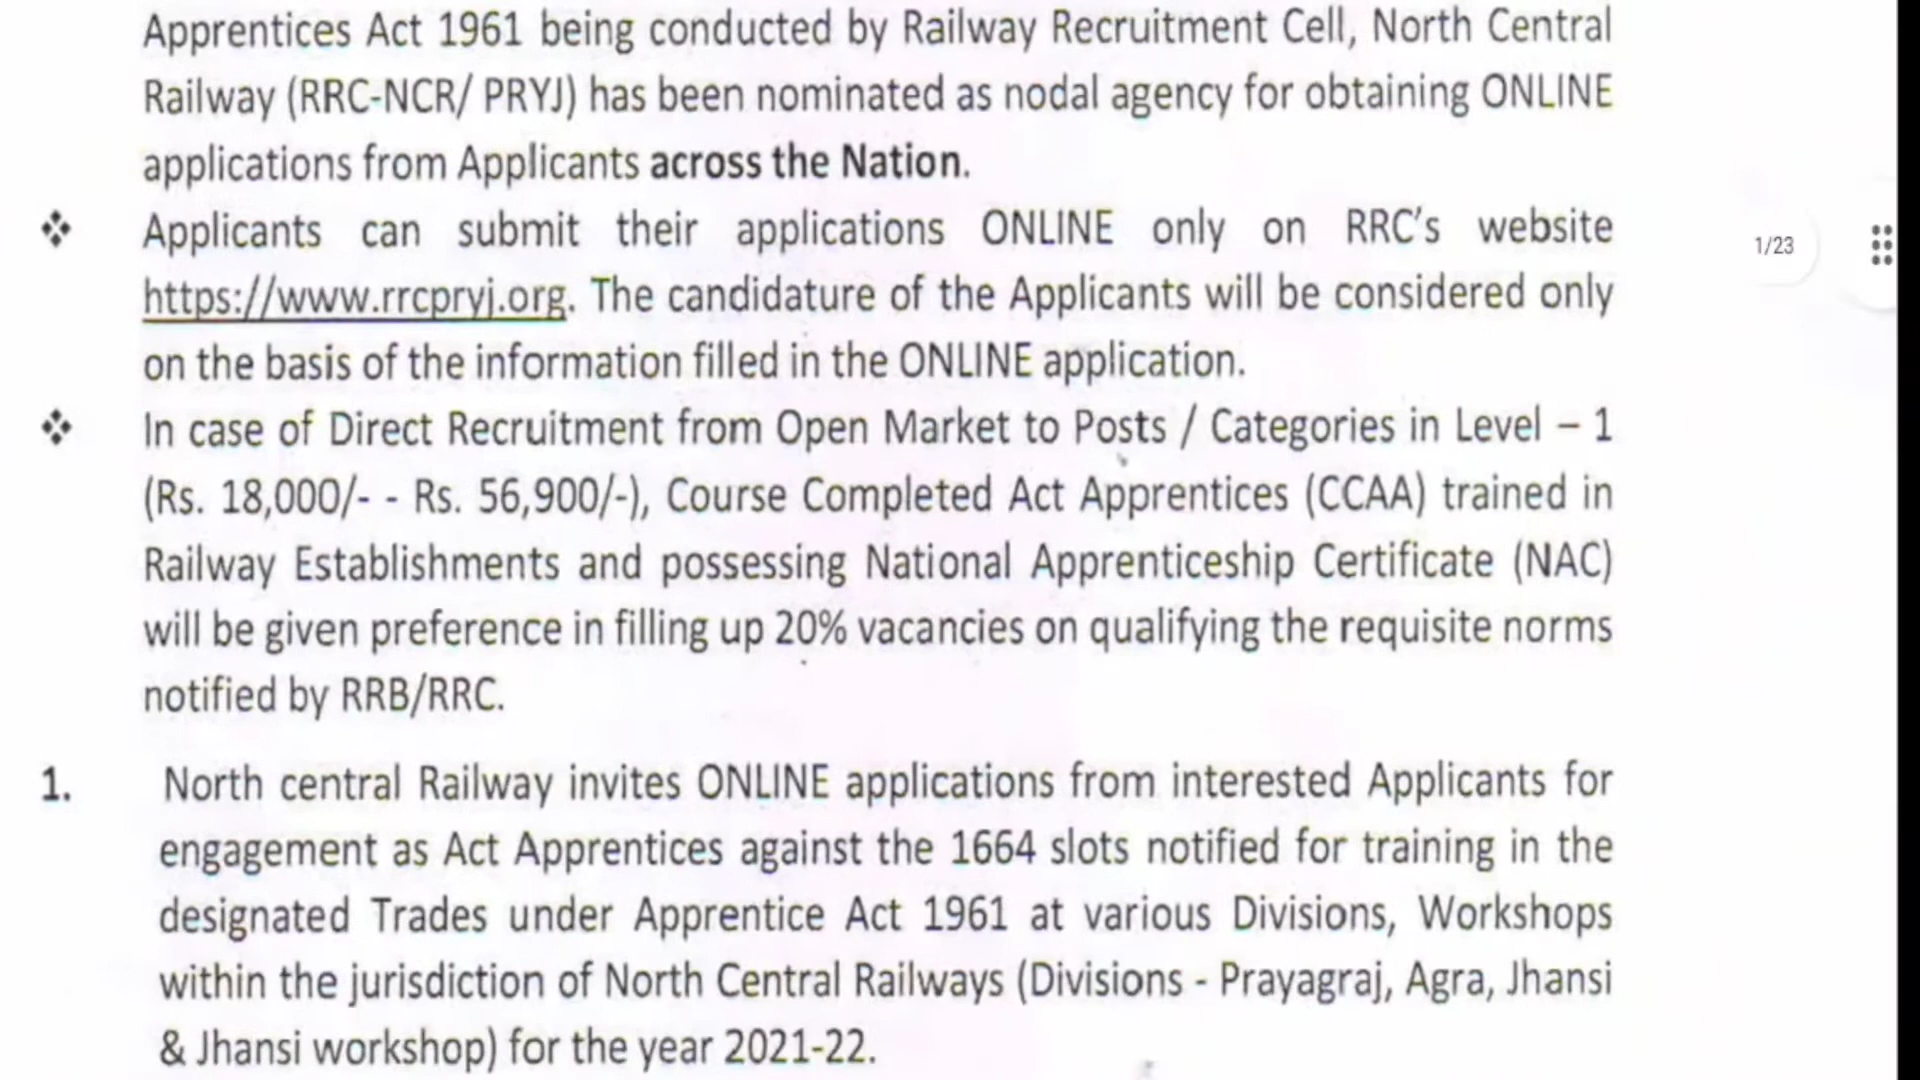 Apprentices Act 1961 being conducted by Railway Recruitment Cell, North Central
Railway (RRC-NCR/ PRYJ) has been nominated as nodal agency for obtaining ONLINE
applications from Applicants across the Nation.
❖ Applicants can submit their applications ONLINE only on RRC's website
https://www.rrcpryj.org. The candidature of the Applicants will be considered only
on the basis of the information filled in the ONLINE application.
❖ In case of Direct Recruitment from Open Market to Posts / Categories in Level – 1
(Rs. 18,000/- - Rs. 56,900/-), Course Completed Act Apprentices (CCAA) trained in
Railway Establishments and possessing National Apprenticeship Certificate (NAC)
will be given preference in filling up 20% vacancies on qualifying the requisite norms
notified by RRB/RRC.
1. North central Railway invites ONLINE applications from interested Applicants for
engagement as Act Apprentices against the 1664 slots notified for training in the
designated Trades under Apprentice Act 1961 at various Divisions, Workshops
within the jurisdiction of North Central Railways (Divisions - Prayagraj, Agra, Jhansi
& Jhansi workshop) for the year 2021-22.
1/23